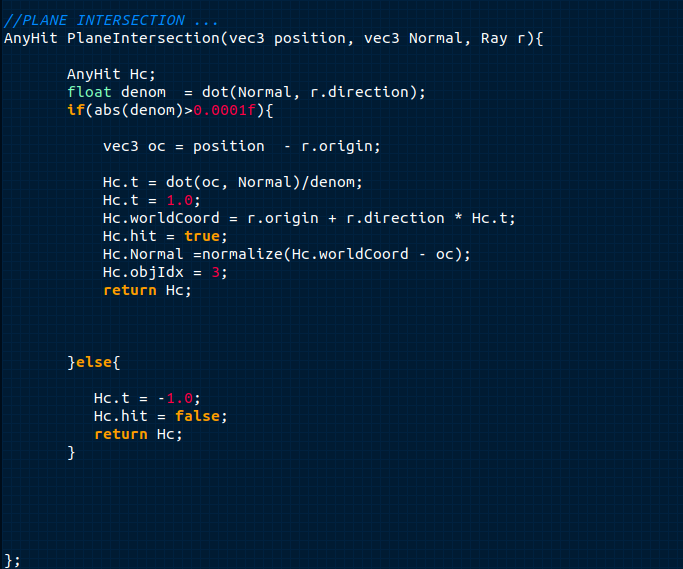 //PLANE INTERSECTION ...
AnyHit PlaneIntersection(vec3 position, vec3 Normal, Ray r){
AnyHit Hc;
float denom  = dot(Normal, r.direction);
if(abs(denom)>0.0001f){
vec3 oc = position  - r.origin;
Hc.t = dot(oc, Normal)/denom;
Hc.t = 1.0;
Hc.worldCoord = r.origin + r.direction * Hc.t;
Hc.hit = true;
Hc.Normal =normalize(Hc.worldCoord - oc);
Hc.objIdx = 3;
return Hc;
}else{
Hc.t = -1.0;
Hc.hit = false;
return Hc;
}
};